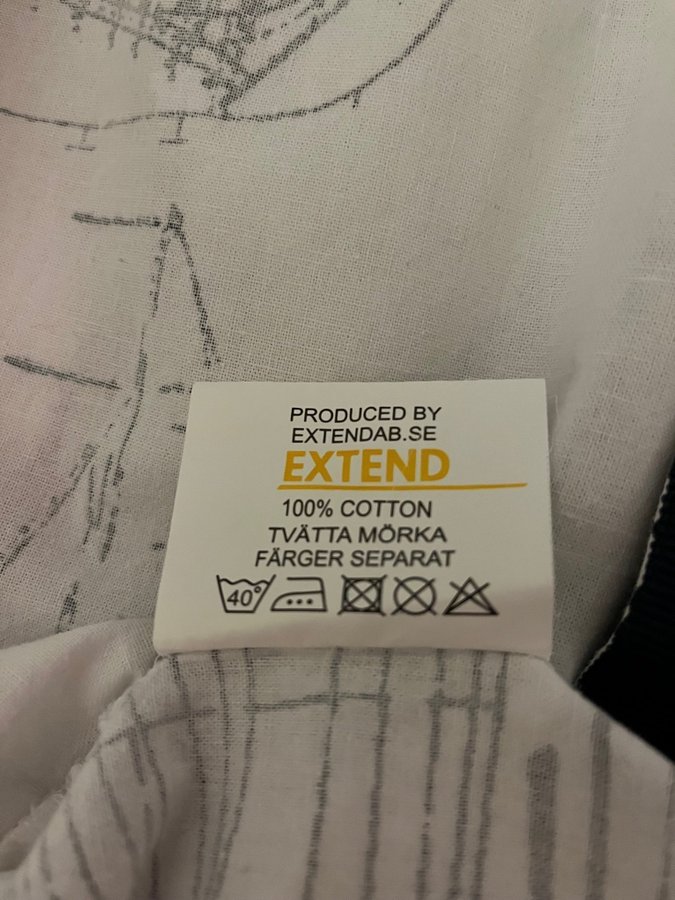 PRODUCED BY
EXTENDAB.SE
EXTEND
100% COTTON
TVÄTTA MÖRKA
FÄRGER SEPARAT
40°